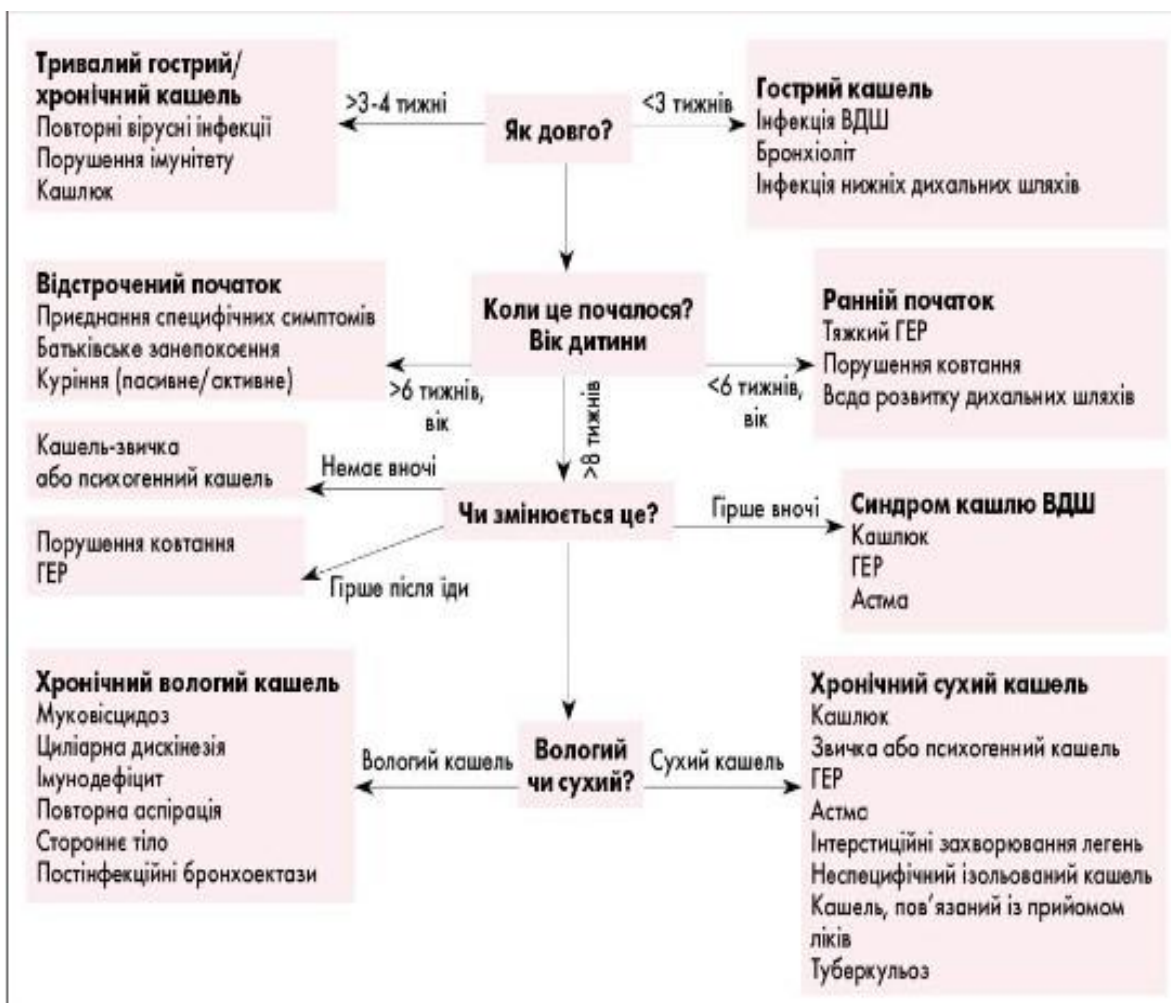 Тривалий гострий/
хронічний кашель
Повторні вірусні інфекції
Порушення імунітету
Кашлюк
>3-4 тижні
Як довго?
<3 тижнів
Гострий кашель
Інфекція ВДШ
Бронхіоліт
Інфекція нижніх дихальних шляхів
Відстрочений початок
Приєднання специфічних симптомів
Батьківське занепокоєння
Куріння (пасивне/активне)
>6 тижнів,
вік
Коли це почалося?
Вік дитини
>8 тижнів
<6 тижнів,
вік
Ранній початок
Тяжкий ГЕР
Порушення ковтання
Вада розвитку дихальних шляхів
Кашель-звичка
або психогенний кашель
Немає вночі
Чи змінюється це?
Гірше вночі
Синдром кашлю ВДШ
Кашлюк
ГЕР
Астма
Порушення ковтання
ГЕР
Гірше після їди
Хронічний вологий кашель
Муковісцидоз
Циліарна дискінезія
Імунодефіцит
Повторна аспірація
Стороннє тіло
Постінфекційні бронхоектази
Вологий кашель
Вологий
чи сухий?
Сухий кашель
Хронічний сухий кашель
Кашлюк
Звичка або психогенний кашель
ГЕР
Астма
Інтерстиційні захворювання легень
Неспецифічний ізольований кашель
Кашель, пов’язаний із прийомом
ліків
Туберкульоз